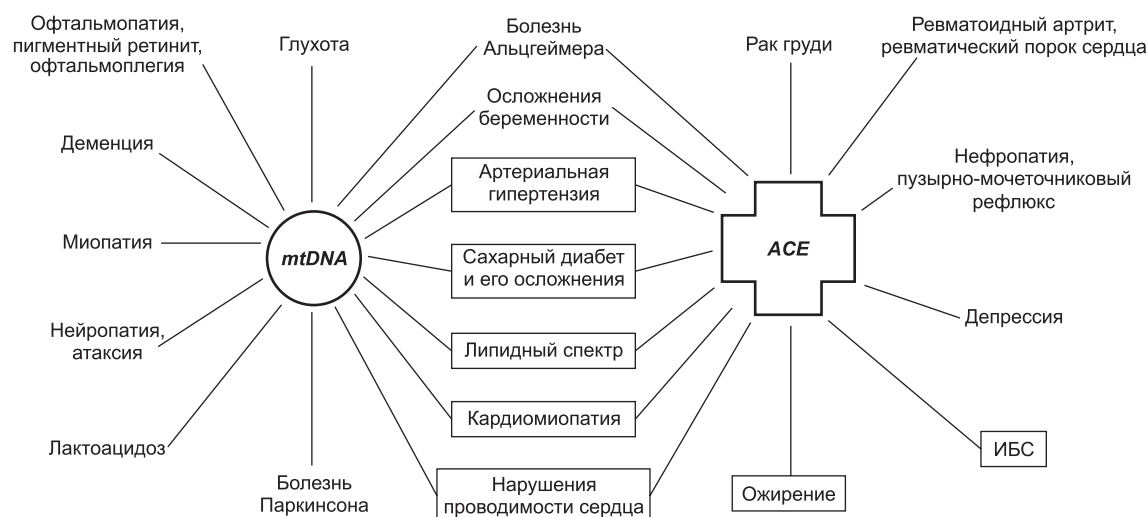 Офтальмопатия,
пигментный ретинит,
офтальмоплегия
Глухота
Болезнь
Альцгеймера
Рак груди
Ревматоидный артрит,
ревматический порок сердца
Деменция
Осложнения
беременности
Артериальная
гипертензия
Нефропатия,
пузырно-мочеточниковый
рефлюкс
Миопатия
mtDNA
Сахарный диабет
и его осложнения
ACE
Нейропатия,
атаксия
Липидный спектр
Депрессия
Кардиомиопатия
Лактоацидоз
ИБС
Болезнь
Паркинсона
Нарушения
проводимости сердца
Ожирение